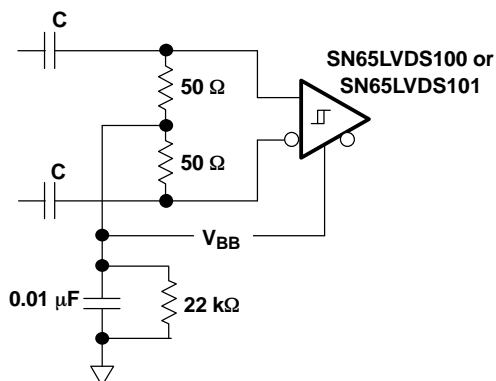 C
SN65LVDS100 or
SN65LVDS101
50 Ω
50 Ω
C
VBB
0.01 μF
22 kΩ